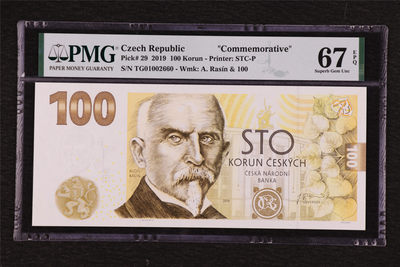 PMG
PAPER MONEY GUARANTY
Czech Republic "Commemorative"
Pick# 29 2019 100 Korun - Printer: STC-P
S/N TG01002660 - Wmk: A. Rasín & 100
67 EPQ
Superb Gem Unc
100
STO
KORUN ČESKÝCH
ČESKÁ NÁRODNÍ
BANKA
100